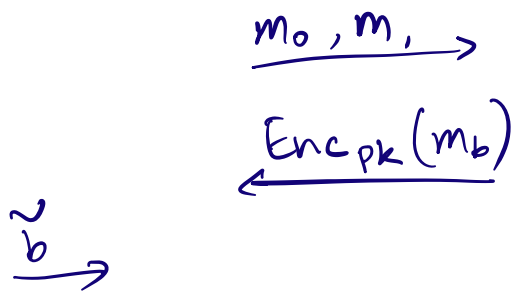 m₀, m₁
Enc_pk(m_b)
b̃